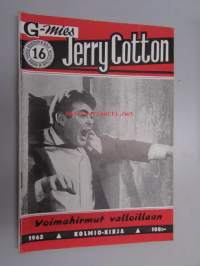 G-mies
Jerry Cotton
16
Voimahirmut valloillaan
1962 ▲ KOLMIO-KIRJA ▲ 100:-